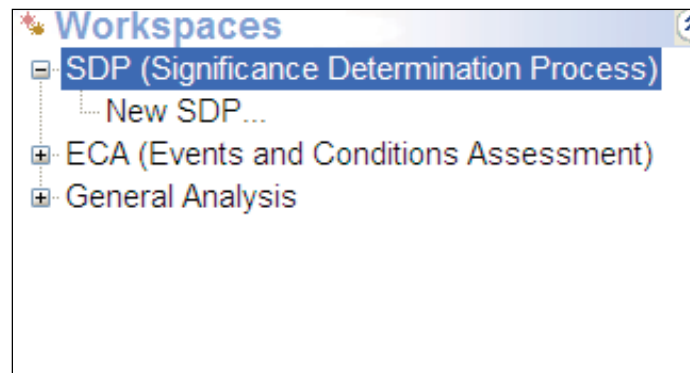 Workspaces
SDP (Significance Determination Process)
New SDP...
ECA (Events and Conditions Assessment)
General Analysis